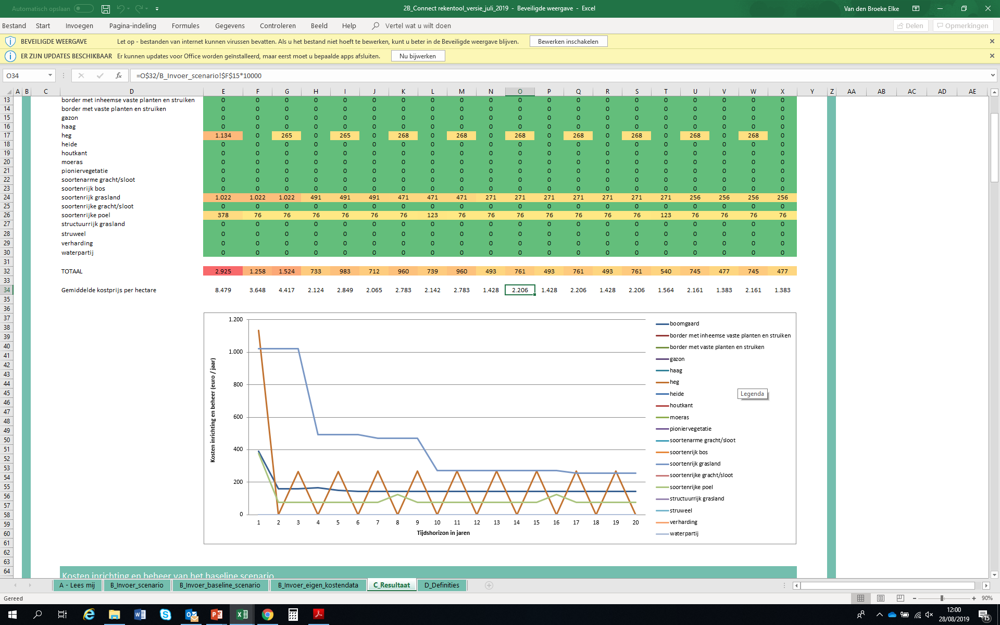 Automatisch opslaan
2B_Connect rekentool_versie_juli_2019 - Beveiligde weergave - Excel
Van den Broeke Elke
Bestand Start Invoegen Pagina-indeling Formules Gegevens Controleren Beeld Help Vertel wat u wilt doen Delen Opmerkingen
BEVEILIGDE WEERGAVE Let op - bestanden van internet kunnen virussen bevatten. Als u het bestand niet hoeft te bewerken, kunt u beter in de Beveiligde weergave blijven. Bewerken inschakelen
ER ZIJN UPDATES BESCHIKBAAR Er kunnen updates voor Office worden geïnstalleerd, maar eerst moet u bepaalde apps afsluiten. Nu bijwerken
O34 fx =O$32/B_Invoer_scenario!$F$15*10000
A B C D E F G H I J K L M N O P Q R S T U V W X Y Z AA AB AC AD AE
13 border met inheemse vaste planten en struiken 0 0 0 0 0 0 0 0 0 0 0 0 0 0 0 0 0 0 0 0
14 border met vaste planten en struiken 0 0 0 0 0 0 0 0 0 0 0 0 0 0 0 0 0 0 0 0
15 gazon 0 0 0 0 0 0 0 0 0 0 0 0 0 0 0 0 0 0 0 0
16 haag 0 0 0 0 0 0 0 0 0 0 0 0 0 0 0 0 0 0 0 0
17 heg 1.134 0 265 0 265 0 268 0 268 0 268 0 268 0 268 0 268 0 268 0
18 heide 0 0 0 0 0 0 0 0 0 0 0 0 0 0 0 0 0 0 0 0
19 houtkant 0 0 0 0 0 0 0 0 0 0 0 0 0 0 0 0 0 0 0 0
20 moeras 0 0 0 0 0 0 0 0 0 0 0 0 0 0 0 0 0 0 0 0
21 pioniervegetatie 0 0 0 0 0 0 0 0 0 0 0 0 0 0 0 0 0 0 0 0
22 soortenarme gracht/sloot 0 0 0 0 0 0 0 0 0 0 0 0 0 0 0 0 0 0 0 0
23 soortenrijk bos 0 0 0 0 0 0 0 0 0 0 0 0 0 0 0 0 0 0 0 0
24 soortenrijk grasland 1.022 1.022 1.022 491 491 491 471 471 471 271 271 271 271 271 271 271 256 256 256 256
25 soortenrijke gracht/sloot 0 0 0 0 0 0 0 0 0 0 0 0 0 0 0 0 0 0 0 0
26 soortenrijke poel 378 76 76 76 76 76 76 123 76 76 76 76 76 76 76 123 76 76 76 76
27 structuurrijk grasland 0 0 0 0 0 0 0 0 0 0 0 0 0 0 0 0 0 0 0 0
28 struweel 0 0 0 0 0 0 0 0 0 0 0 0 0 0 0 0 0 0 0 0
29 verharding 0 0 0 0 0 0 0 0 0 0 0 0 0 0 0 0 0 0 0 0
30 waterpartij 0 0 0 0 0 0 0 0 0 0 0 0 0 0 0 0 0 0 0 0
31
32 TOTAAL 2.925 1.258 1.524 733 983 712 960 739 960 493 761 493 761 493 761 540 745 477 745 477
33
34 Gemiddelde kostprijs per hectare 8.479 3.648 4.417 2.124 2.849 2.065 2.783 2.142 2.783 1.428 2.206 1.428 2.206 1.428 2.206 1.564 2.161 1.383 2.161 1.383
35
36
37
38
39
40
41
42
43
44
45
46
47
48
49
50
51
52
53
54
55
56
57
58
59
60
61
62
63
64
Kosten inrichting en beheer (euro / jaar)
1.200
1.000
800
600
400
200
0
1 2 3 4 5 6 7 8 9 10 11 12 13 14 15 16 17 18 19 20
Tijdshorizon in jaren
boomgaard
border met inheemse vaste planten en struiken
border met vaste planten en struiken
gazon
haag
heg
heide
houtkant
moeras
pioniervegetatie
soortenarme gracht/sloot
soortenrijk bos
soortenrijk grasland
soortenrijke gracht/sloot
soortenrijke poel
structuurrijk grasland
struweel
verharding
waterpartij
Legenda
Kosten inrichting en beheer van het baseline scenario
A - Lees mij B_Invoer_scenario B_Invoer_baseline_scenario B_Invoer_eigen_kostendata C_Resultaat D_Definities
Gereed 90%
12:00
28/08/2019
15